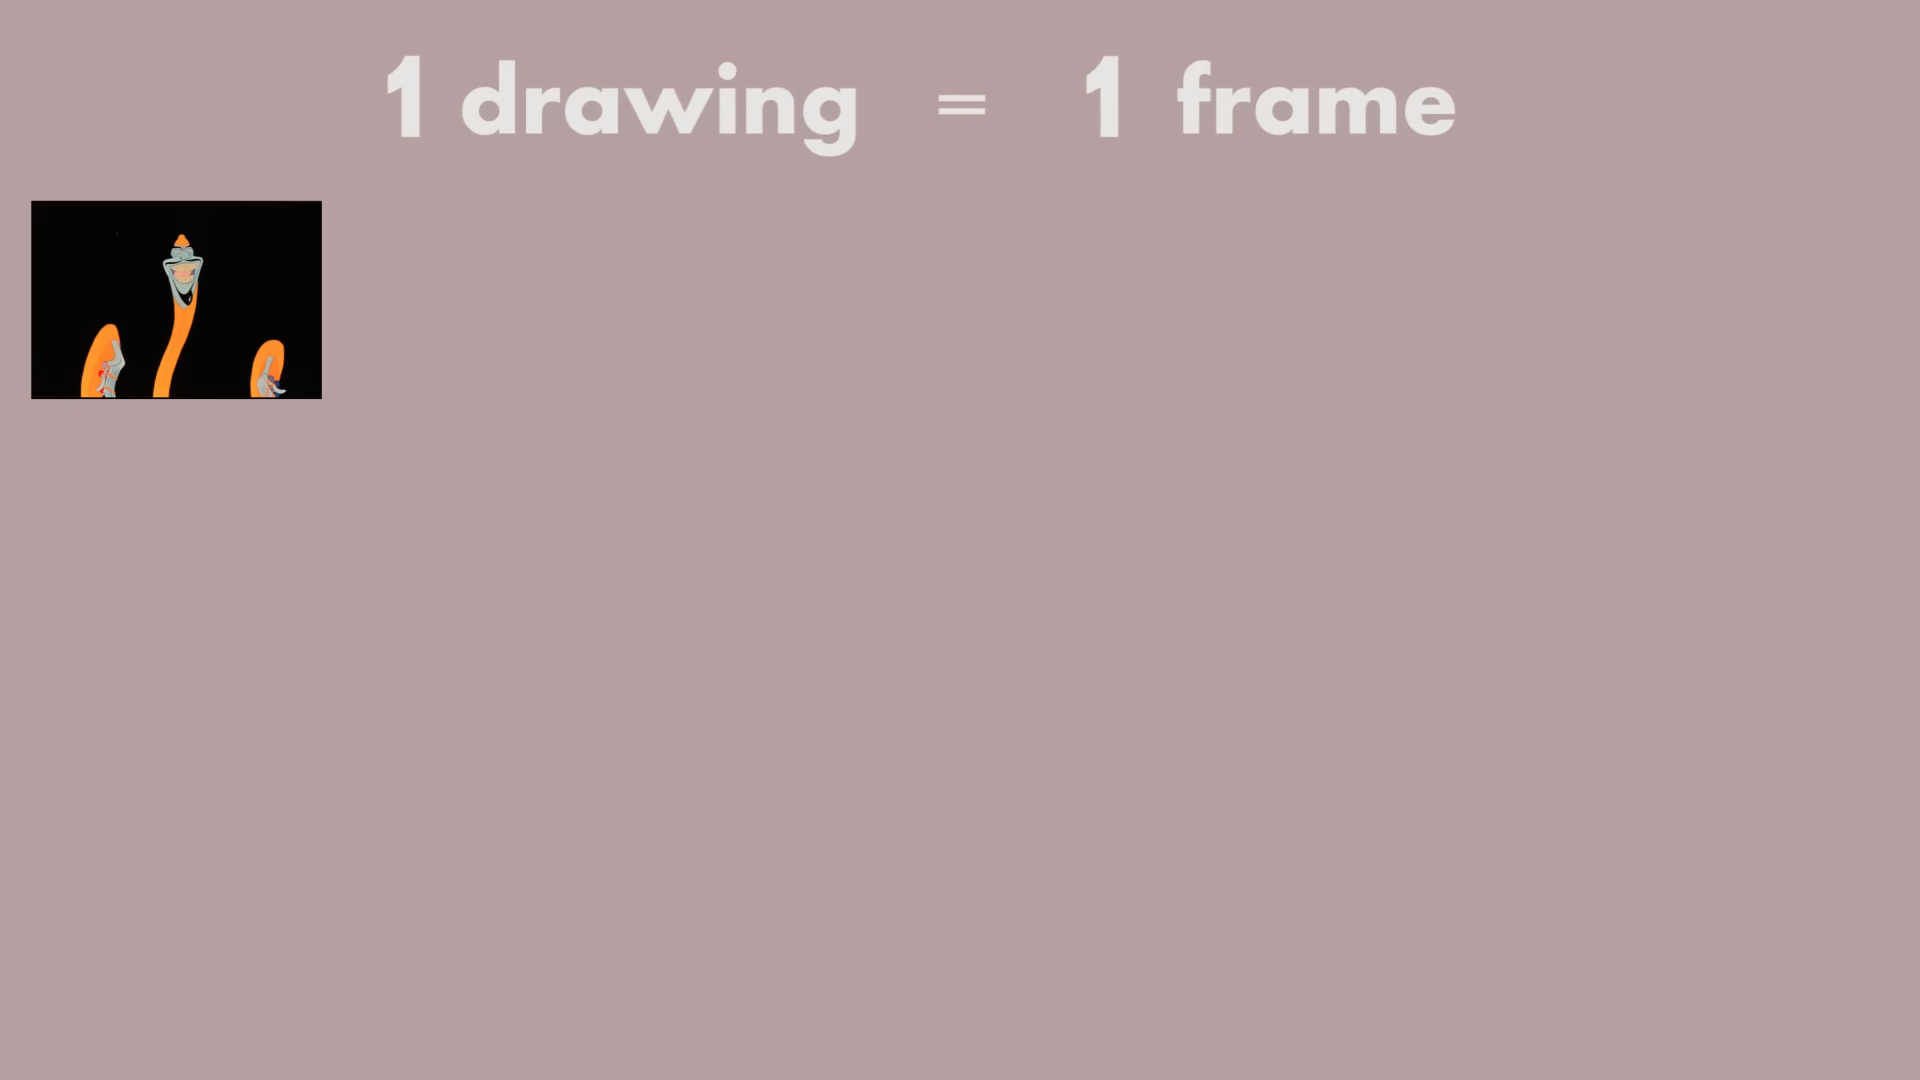 1 drawing = 1 frame